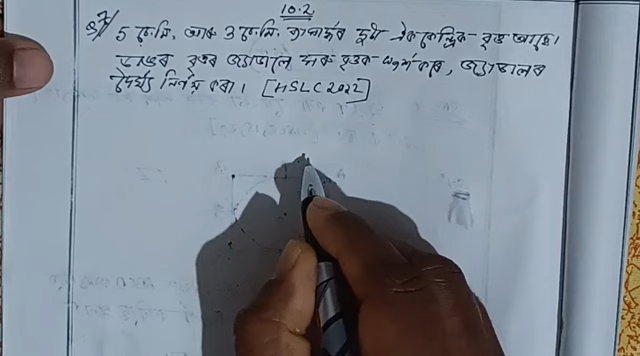 10.2
Q7/ 5 চে.মি. আৰু 3 চে.মি. ব্যাসাৰ্ধৰ দুটা এককেন্দ্ৰিক বৃত্ত আছে।
ডাঙৰ বৃত্তৰ জ্যাডালে সৰু বৃত্তক স্পৰ্শ কৰে, জ্যাডালৰ
দৈৰ্ঘ্য নিৰ্ণয় কৰা। [HSLC 2022]